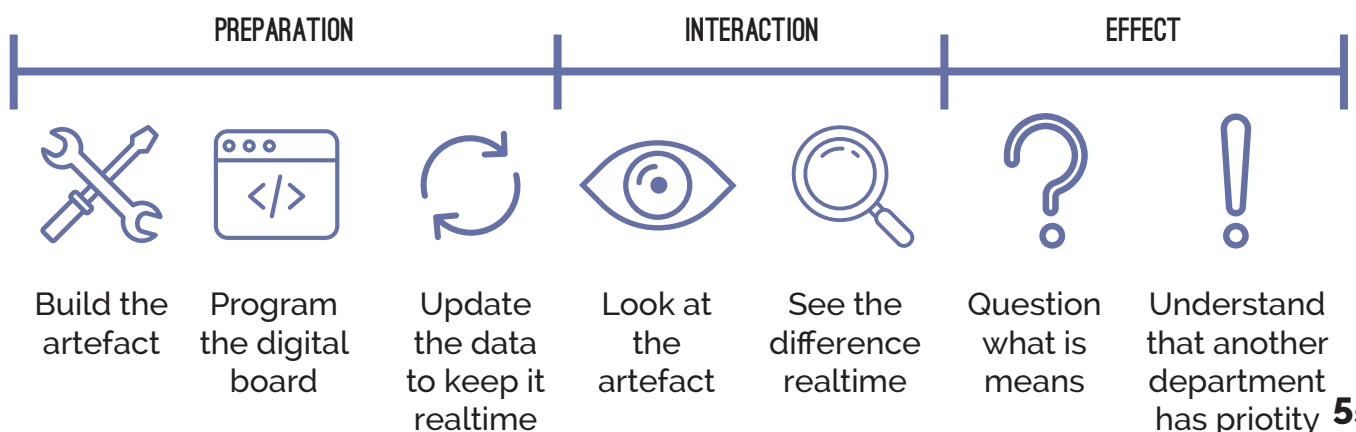 PREPARATION
INTERACTION
EFFECT
</>
Build the
artefact
Program
the digital
board
Update
the data
to keep it
realtime
Look at
the
artefact
See the
difference
realtime
Question
what is
means
Understand
that another
department
has priotity